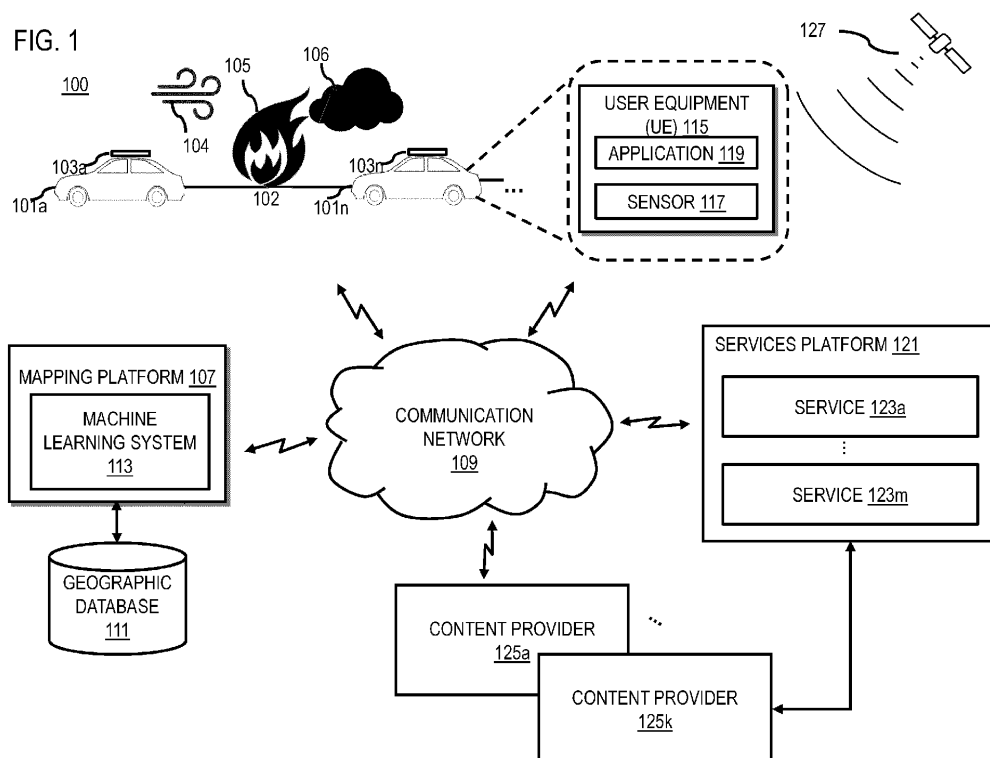 FIG. 1
100
104
105
106
127
103a
101a
102
103n
101n
...
USER EQUIPMENT
(UE) 115
APPLICATION 119
SENSOR 117
MAPPING PLATFORM 107
MACHINE
LEARNING SYSTEM
113
GEOGRAPHIC
DATABASE
111
COMMUNICATION
NETWORK
109
SERVICES PLATFORM 121
SERVICE 123a
...
SERVICE 123m
CONTENT PROVIDER
125a
...
CONTENT PROVIDER
125k